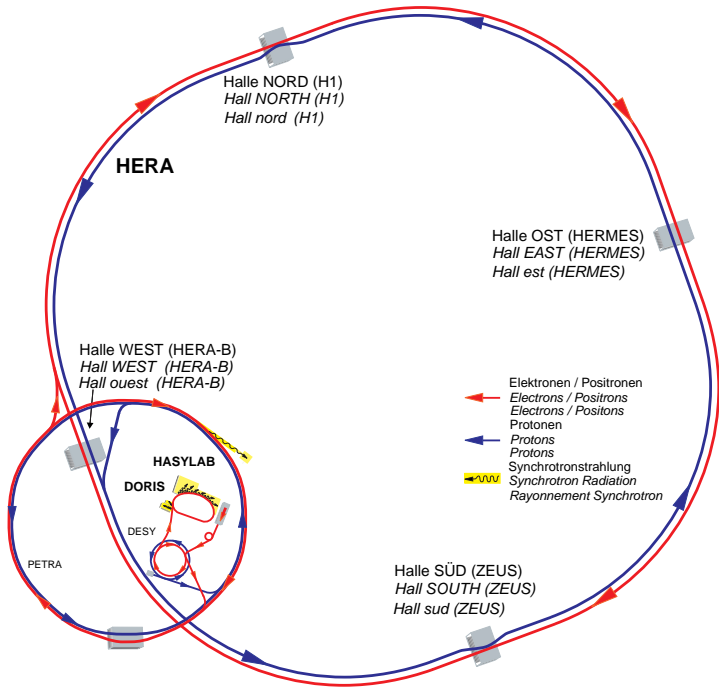 Halle NORD (H1)
Hall NORTH (H1)
Hall nord (H1)
HERA
Halle OST (HERMES)
Hall EAST (HERMES)
Hall est (HERMES)
Halle WEST (HERA-B)
Hall WEST (HERA-B)
Hall ouest (HERA-B)
Elektronen / Positronen
Electrons / Positrons
Electrons / Positons
Protonen
Protons
Protons
Synchrotronstrahlung
Synchrotron Radiation
Rayonnement Synchrotron
HASYLAB
DORIS
DESY
PETRA
Halle SÜD (ZEUS)
Hall SOUTH (ZEUS)
Hall sud (ZEUS)